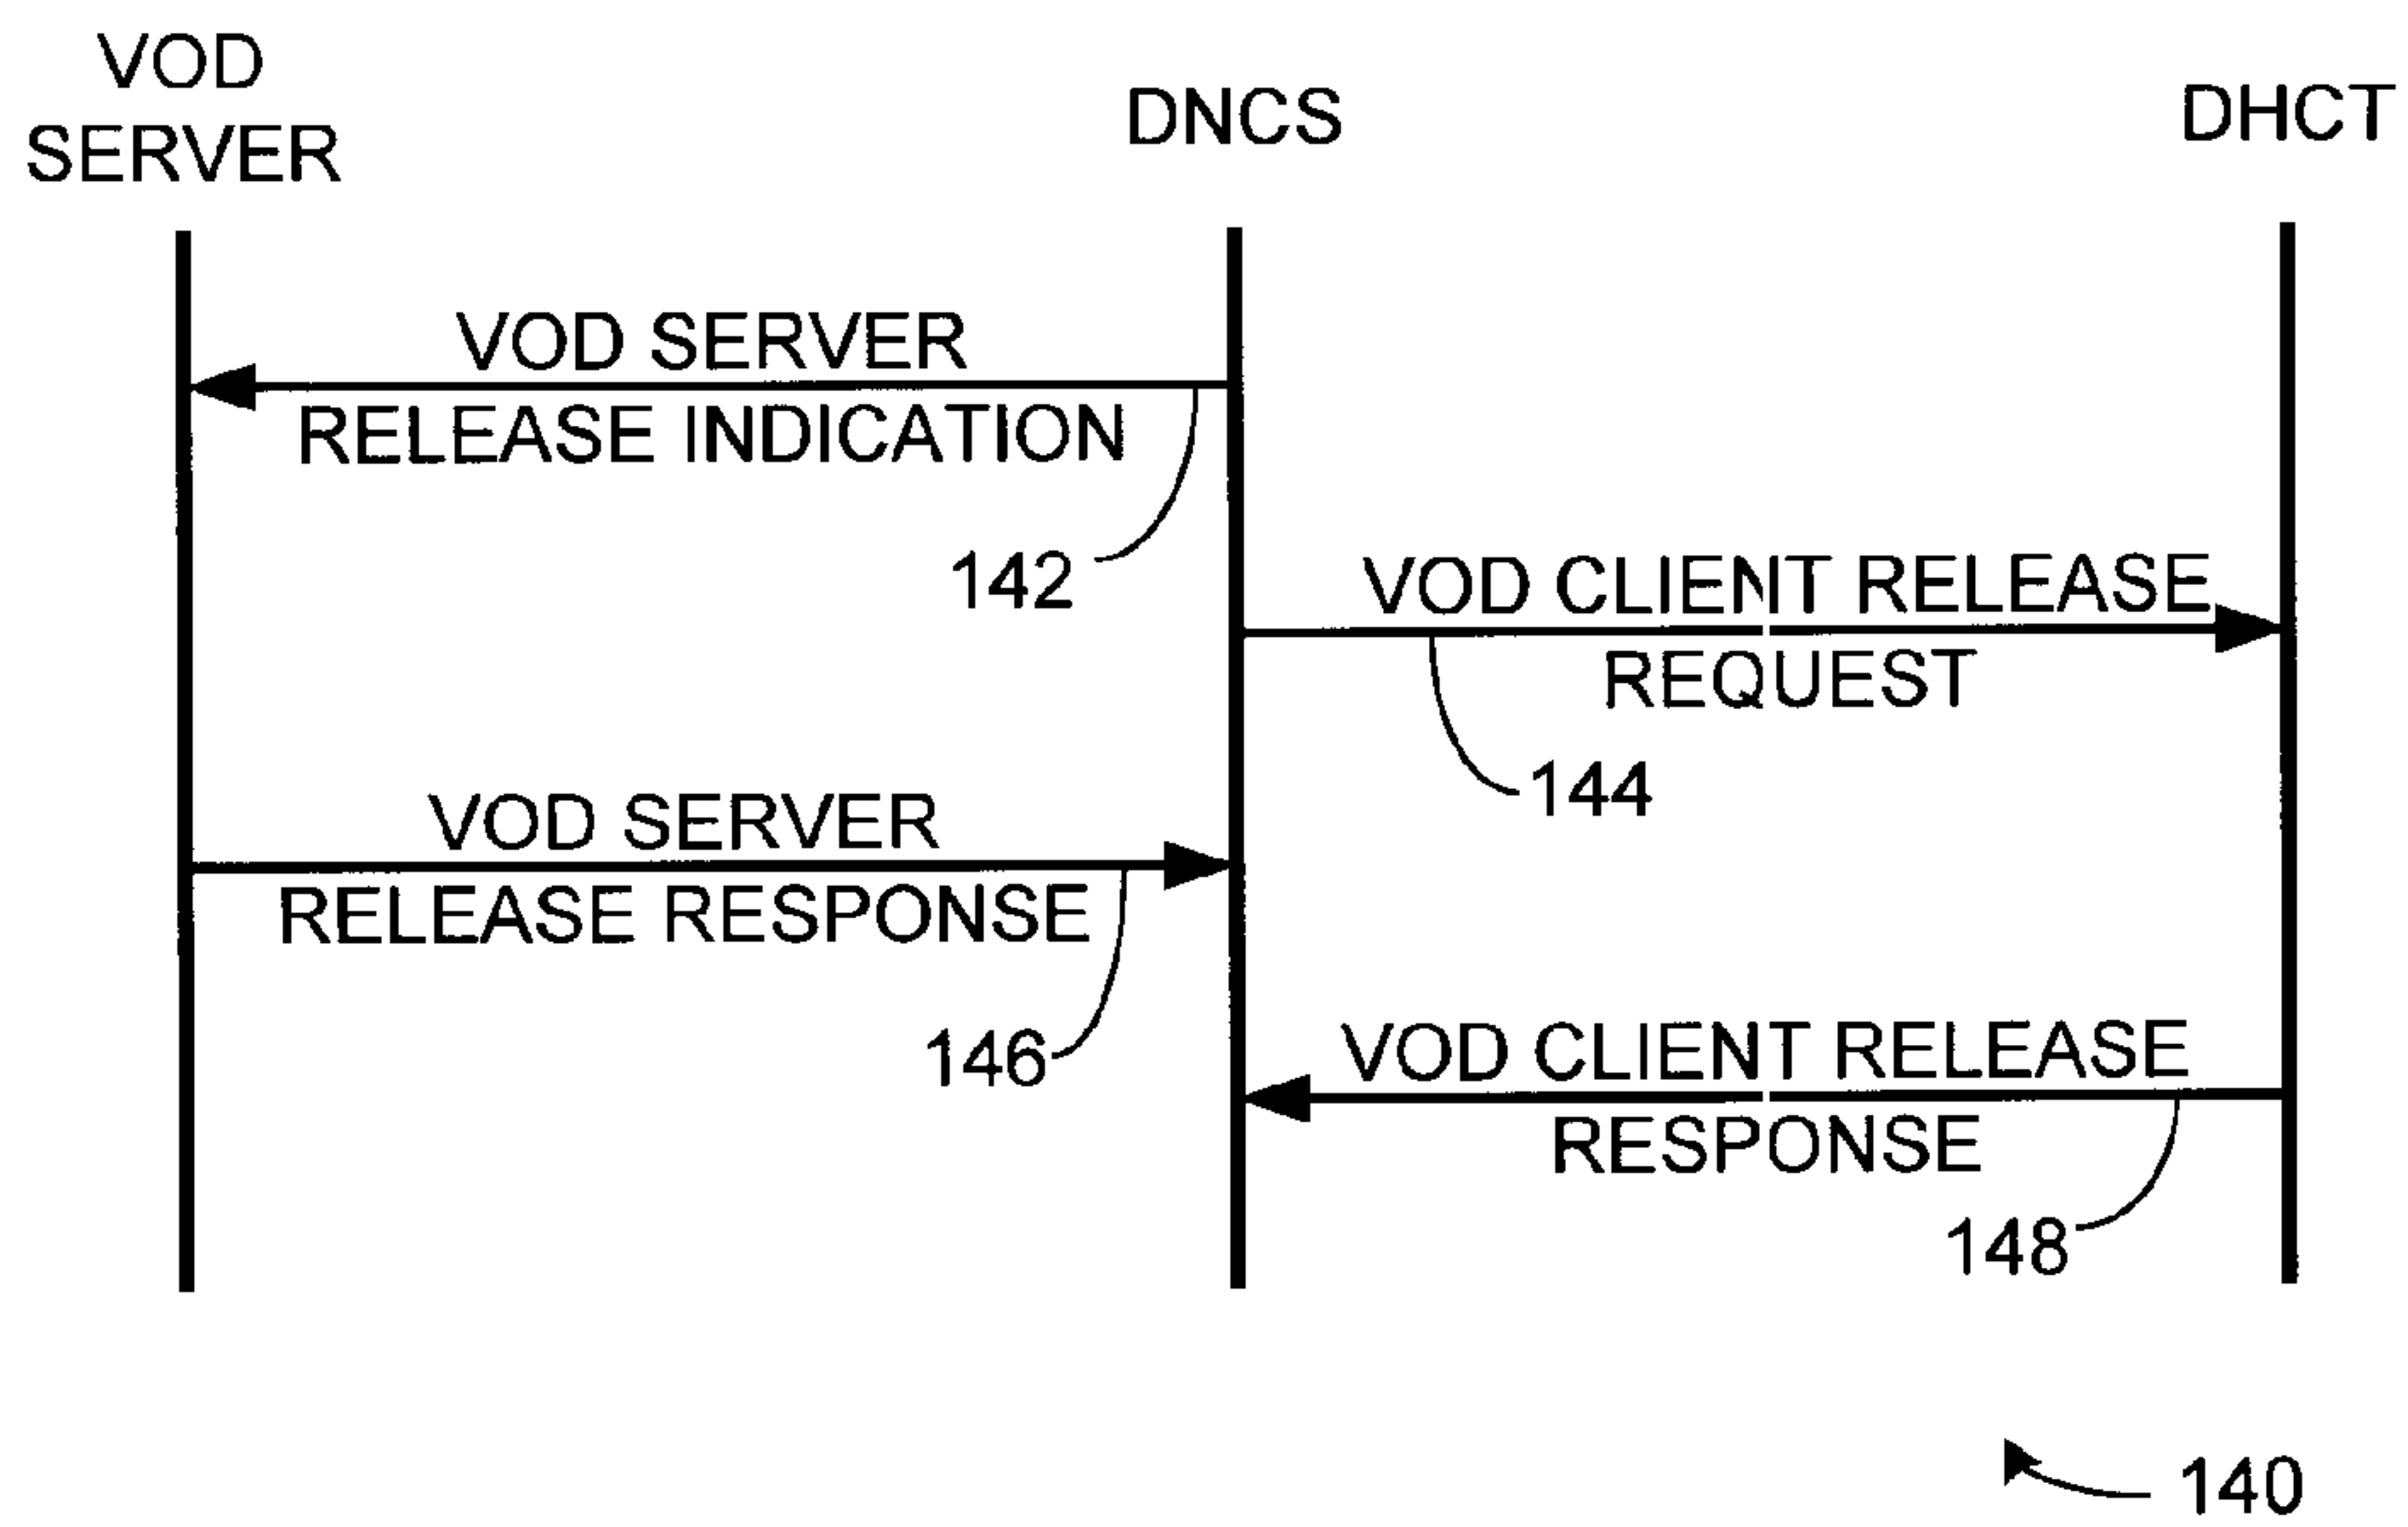 VOD
SERVER
DNCS
DHCT
VOD SERVER
RELEASE INDICATION
142
VOD CLIENT RELEASE
REQUEST
144
VOD SERVER
RELEASE RESPONSE
146
VOD CLIENT RELEASE
RESPONSE
148
140